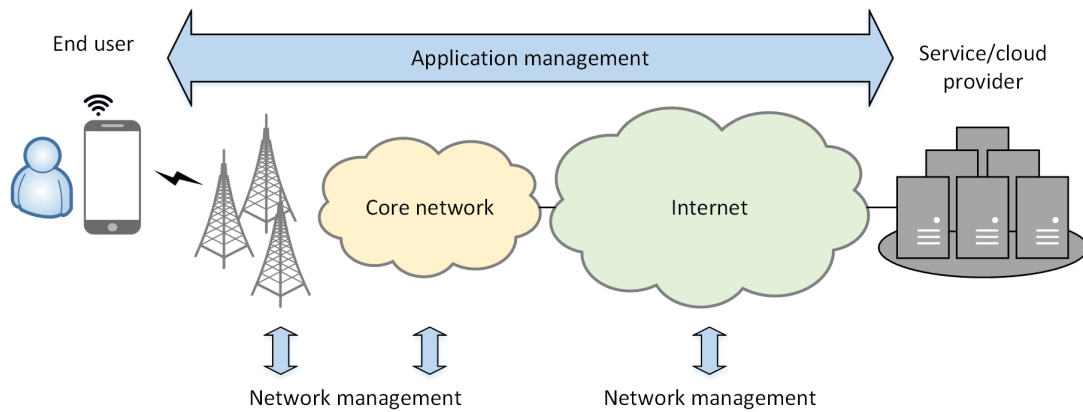 End user
Application management
Service/cloud
provider
Core network
Internet
Network management
Network management